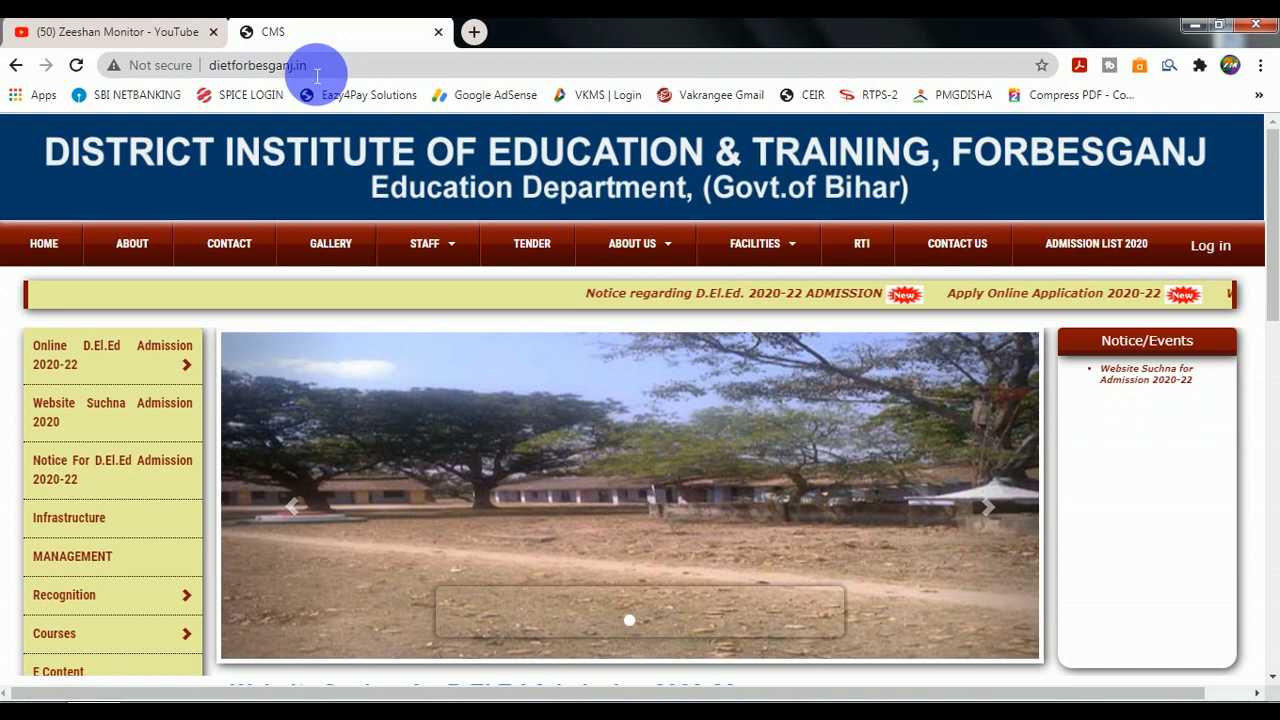 (50) Zeeshan Monitor - YouTube
CMS
Not secure
dietforbesganj.in
Apps
SBI NETBANKING
SPICE LOGIN
Eazy4Pay Solutions
Google AdSense
VKMS | Login
Vakrangee Gmail
CEIR
RTPS-2
PMGDISHA
Compress PDF - Co...
DISTRICT INSTITUTE OF EDUCATION & TRAINING, FORBESGANJ
Education Department, (Govt.of Bihar)
HOME
ABOUT
CONTACT
GALLERY
STAFF
TENDER
ABOUT US
FACILITIES
RTI
CONTACT US
ADMISSION LIST 2020
Log in
Notice regarding D.El.Ed. 2020-22 ADMISSION New
Apply Online Application 2020-22 New
Online D.El.Ed Admission
2020-22
Website Suchna Admission
2020
Notice For D.El.Ed Admission
2020-22
Infrastructure
MANAGEMENT
Recognition
Courses
E Content
Notice/Events
Website Suchna for
Admission 2020-22